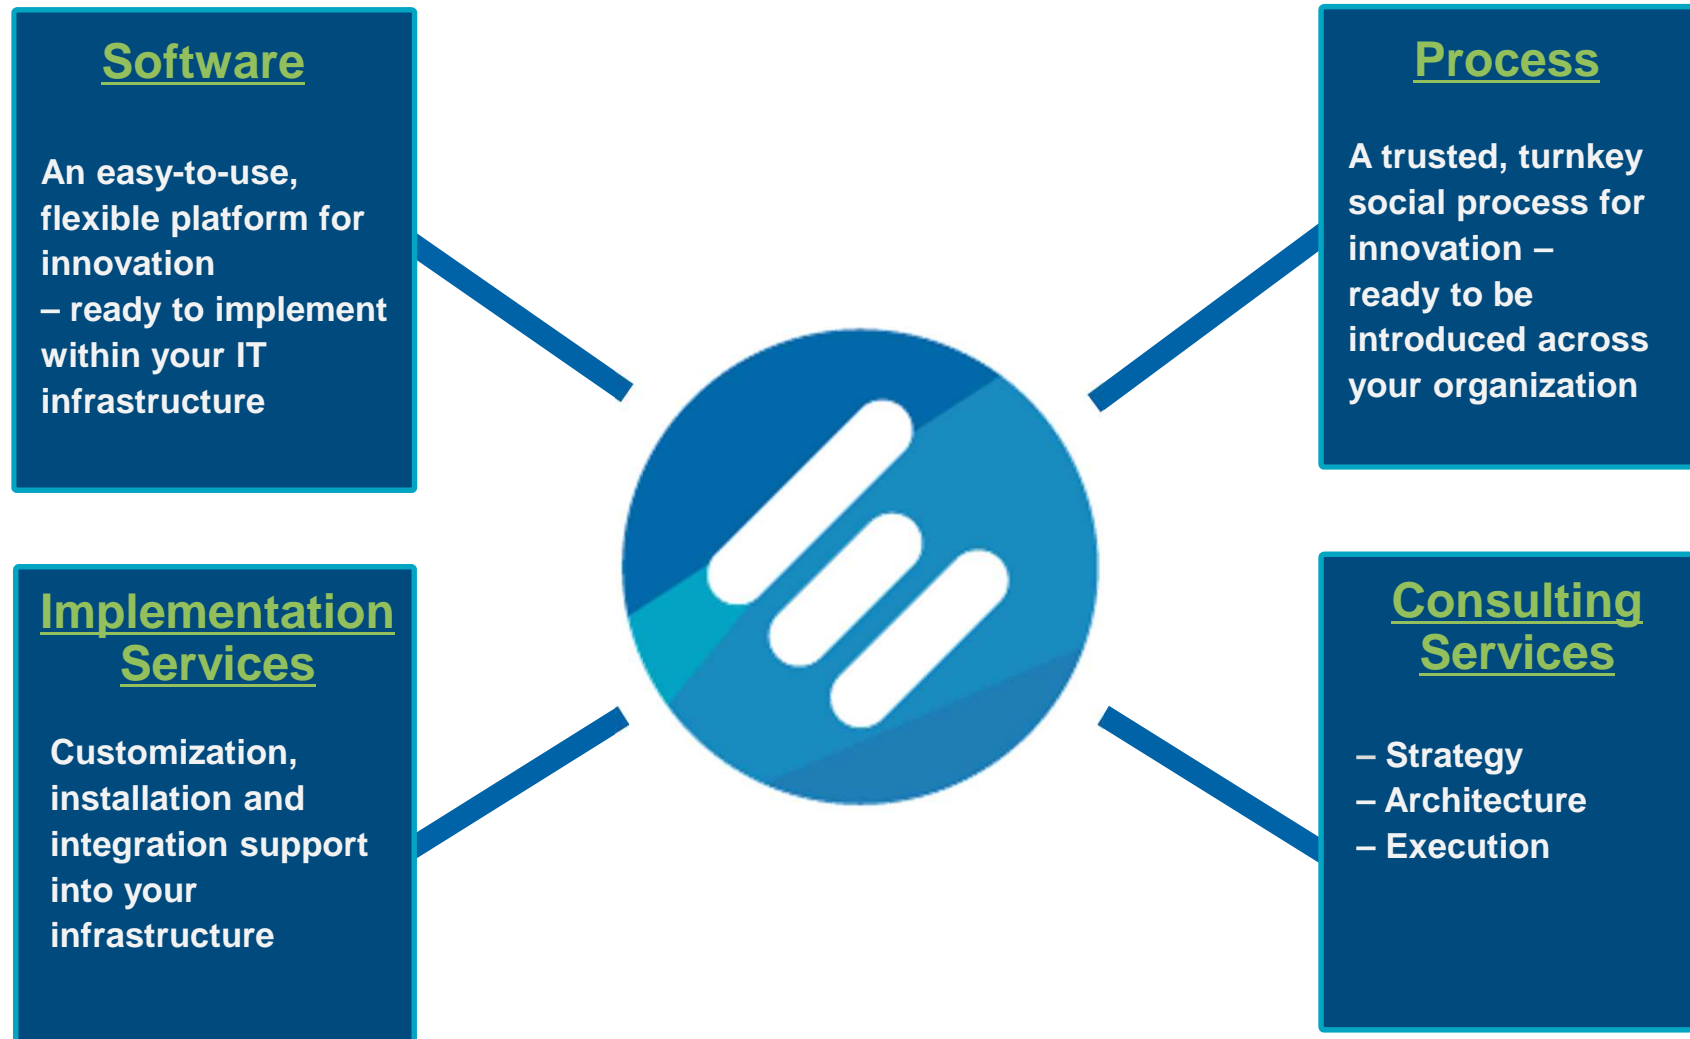 Software
An easy-to-use,
flexible platform for
innovation
– ready to implement
within your IT
infrastructure
Process
A trusted, turnkey
social process for
innovation –
ready to be
introduced across
your organization
Implementation
Services
Customization,
installation and
integration support
into your
infrastructure
Consulting
Services
– Strategy
– Architecture
– Execution